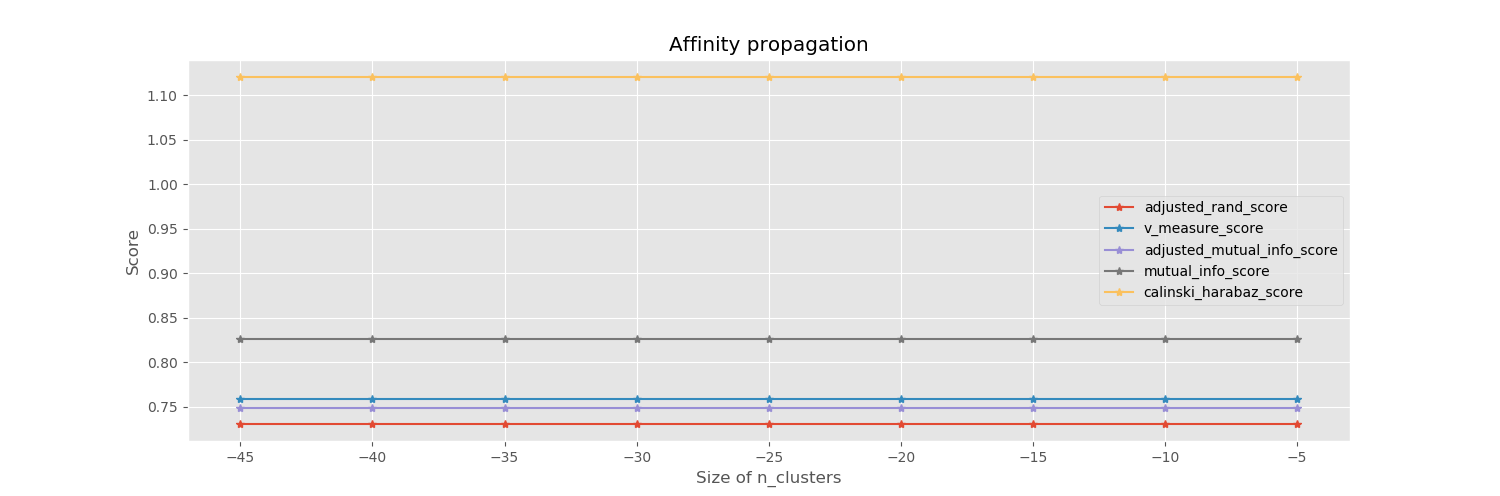 Affinity propagation
Score
1.10
1.05
1.00
0.95
0.90
0.85
0.80
0.75
adjusted_rand_score
v_measure_score
adjusted_mutual_info_score
mutual_info_score
calinski_harabaz_score
−45 −40 −35 −30 −25 −20 −15 −10 −5
Size of n_clusters